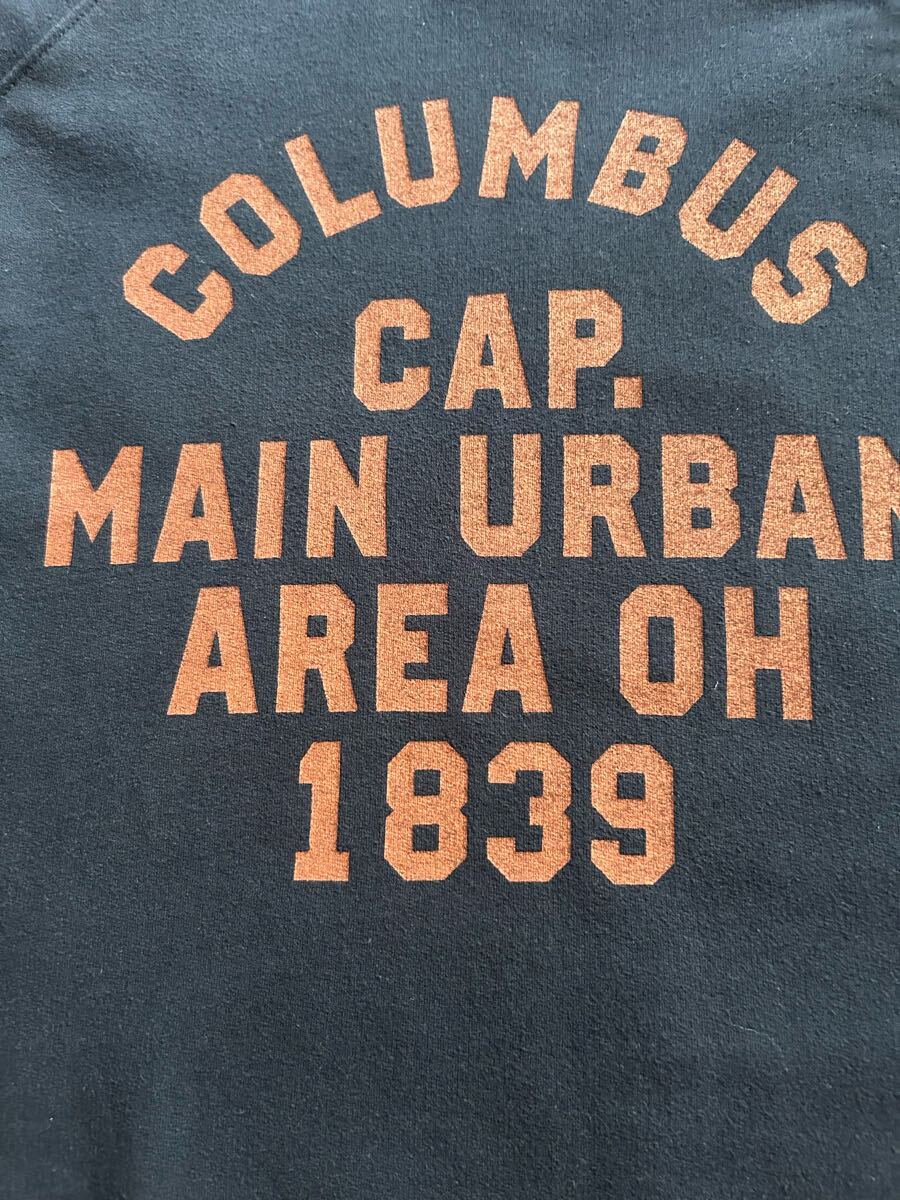 COLUMBUS
CAP.
MAIN URBAN
AREA OH
1839